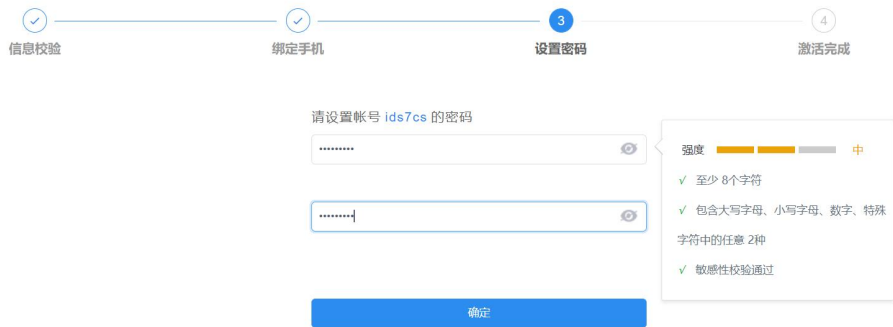 3
4
信息校验
绑定手机
设置密码
激活完成
请设置帐号 ids7cs 的密码
强度 中
√ 至少 8个字符
√ 包含大写字母、小写字母、数字、特殊
字符中的任意 2种
√ 敏感性校验通过
确定